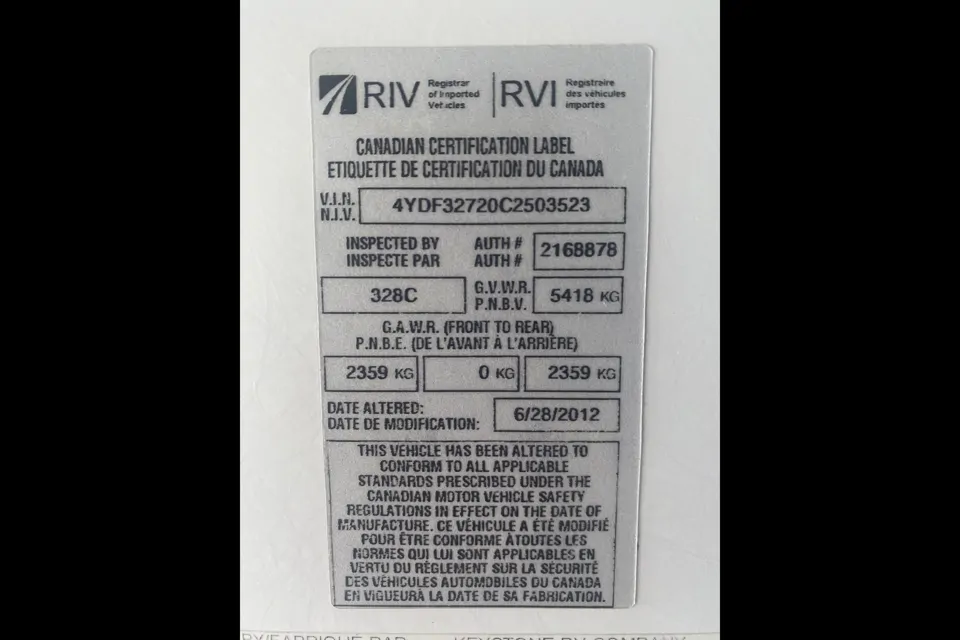 RIV Registrar of Imported Vehicles | RVI Registraire des véhicules importés
CANADIAN CERTIFICATION LABEL
ETIQUETTE DE CERTIFICATION DU CANADA
V.I.N. N.I.V. 4YDF32720C2503523
INSPECTED BY AUTH # 2168878
INSPECTE PAR AUTH #
328C G.V.W.R. P.N.B.V. 5418 KG
G.A.W.R. (FRONT TO REAR)
P.N.B.E. (DE L'AVANT À L'ARRIÈRE)
2359 KG 0 KG 2359 KG
DATE ALTERED: 6/28/2012
DATE DE MODIFICATION:
THIS VEHICLE HAS BEEN ALTERED TO
CONFORM TO ALL APPLICABLE
STANDARDS PRESCRIBED UNDER THE
CANADIAN MOTOR VEHICLE SAFETY
REGULATIONS IN EFFECT ON THE DATE OF
MANUFACTURE. CE VÉHICULE A ÉTÉ MODIFIÉ
POUR ÊTRE CONFORME ÀTOUTES LES
NORMES QUI LUI SONT APPLICABLES EN
VERTU DU RÈGLEMENT SUR LA SÉCURITÉ
DES VÉHICULES AUTOMOBILES DU CANADA
EN VIGUEURÀ LA DATE DE SA FABRICATION.